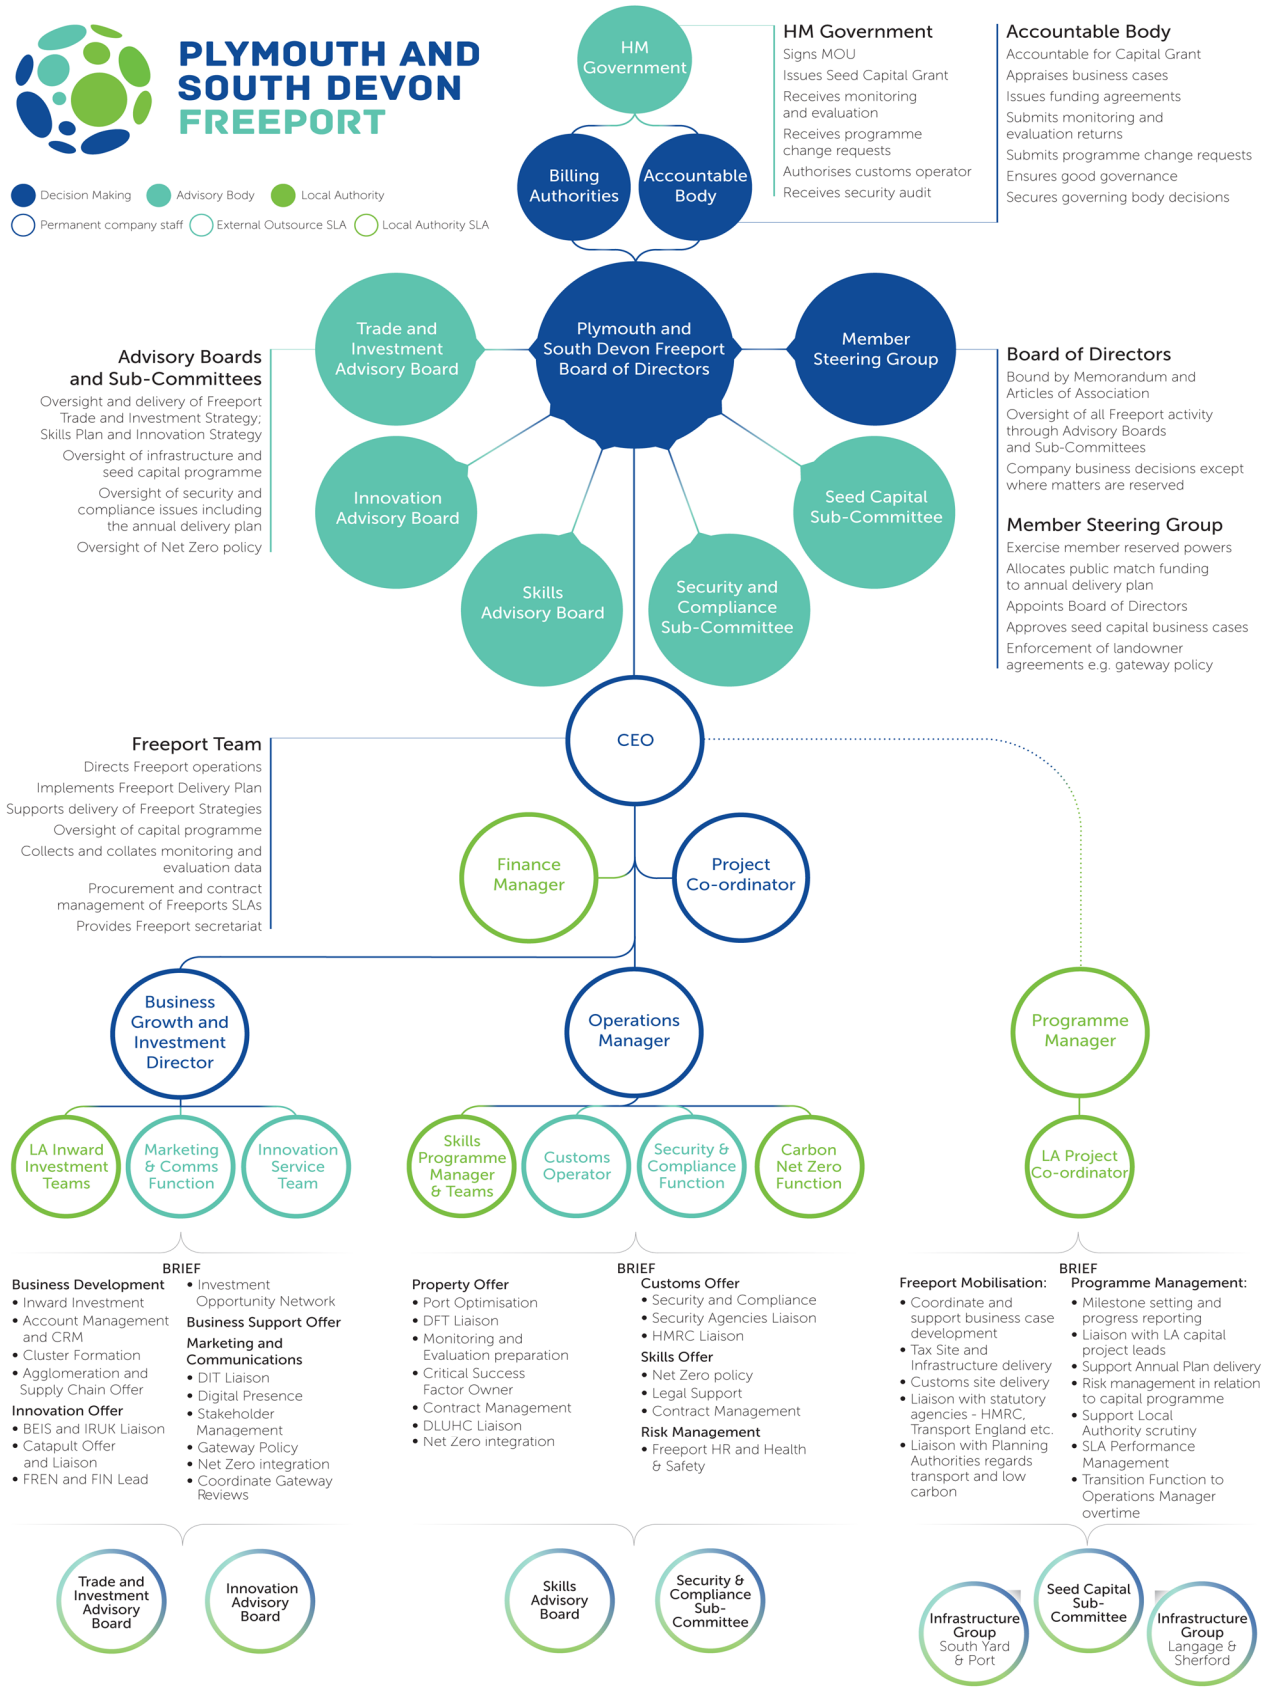 PLYMOUTH AND
SOUTH DEVON
FREEPORT
Decision Making
Advisory Body
Local Authority
Permanent company staff
External Outsource SLA
Local Authority SLA
HM
Government
Billing
Authorities
Accountable
Body
HM Government
Signs MOU
Issues Seed Capital Grant
Receives monitoring
and evaluation
Receives programme
change requests
Authorises customs operator
Receives security audit
Accountable Body
Accountable for Capital Grant
Appraises business cases
Issues funding agreements
Submits monitoring and
evaluation returns
Submits programme change requests
Ensures good governance
Secures governing body decisions
Trade and
Investment
Advisory Board
Plymouth and
South Devon Freeport
Board of Directors
Member
Steering Group
Innovation
Advisory Board
Skills
Advisory Board
Security and
Compliance
Sub-Committee
Seed Capital
Sub-Committee
Advisory Boards
and Sub-Committees
Oversight and delivery of Freeport
Trade and Investment Strategy;
Skills Plan and Innovation Strategy
Oversight of infrastructure and
seed capital programme
Oversight of security and
compliance issues including
the annual delivery plan
Oversight of Net Zero policy
Board of Directors
Bound by Memorandum and
Articles of Association
Oversight of all Freeport activity
through Advisory Boards
and Sub-Committees
Company business decisions except
where matters are reserved
Member Steering Group
Exercise member reserved powers
Allocates public match funding
to annual delivery plan
Appoints Board of Directors
Approves seed capital business cases
Enforcement of landowner
agreements e.g. gateway policy
CEO
Freeport Team
Directs Freeport operations
Implements Freeport Delivery Plan
Supports delivery of Freeport Strategies
Oversight of capital programme
Collects and collates monitoring and
evaluation data
Procurement and contract
management of Freeports SLAs
Provides Freeport secretariat
Finance
Manager
Project
Co-ordinator
Business
Growth and
Investment
Director
Operations
Manager
Programme
Manager
LA Inward
Investment
Teams
Marketing
& Comms
Function
Innovation
Service
Team
Skills
Programme
Manager
& Teams
Customs
Operator
Security &
Compliance
Function
Carbon
Net Zero
Function
LA Project
Co-ordinator
BRIEF
Business Development
• Inward Investment
• Account Management
and CRM
• Cluster Formation
• Agglomeration and
Supply Chain Offer
Innovation Offer
• BEIS and IRUK Liaison
• Catapult Offer
and Liaison
• FREN and FIN Lead
• Investment
Opportunity Network
Business Support Offer
Marketing and
Communications
• DIT Liaison
• Digital Presence
• Stakeholder
Management
• Gateway Policy
• Net Zero integration
• Coordinate Gateway
Reviews
BRIEF
Property Offer
• Port Optimisation
• DFT Liaison
• Monitoring and
Evaluation preparation
• Critical Success
Factor Owner
• Contract Management
• DLUHC Liaison
• Net Zero integration
Customs Offer
• Security and Compliance
• Security Agencies Liaison
• HMRC Liaison
Skills Offer
• Net Zero policy
• Legal Support
• Contract Management
Risk Management
• Freeport HR and Health
& Safety
BRIEF
Freeport Mobilisation:
• Coordinate and
support business case
development
• Tax Site and
Infrastructure delivery
• Customs site delivery
• Liaison with statutory
agencies - HMRC,
Transport England etc.
• Liaison with Planning
Authorities regards
transport and low
carbon
Programme Management:
• Milestone setting and
progress reporting
• Liaison with LA capital
project leads
• Support Annual Plan delivery
• Risk management in relation
to capital programme
• Support Local
Authority scrutiny
• SLA Performance
Management
• Transition Function to
Operations Manager
overtime
Trade and
Investment
Advisory
Board
Innovation
Advisory
Board
Skills
Advisory
Board
Security &
Compliance
Sub-
Committee
Infrastructure
Group
South Yard
& Port
Seed Capital
Sub-
Committee
Infrastructure
Group
Langage &
Sherford